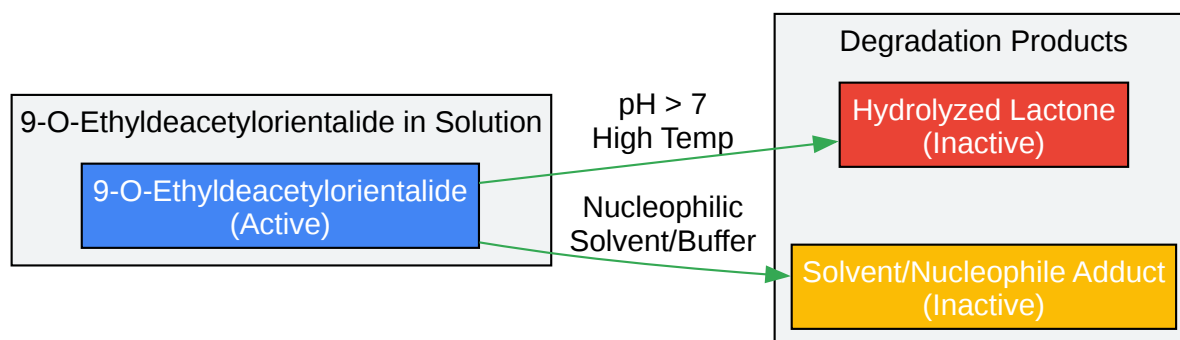 9-O-Ethyldeacetylorientalide in Solution
9-O-Ethyldeacetylorientalide
(Active)
pH > 7
High Temp
Nucleophilic
Solvent/Buffer
Degradation Products
Hydrolyzed Lactone
(Inactive)
Solvent/Nucleophile Adduct
(Inactive)